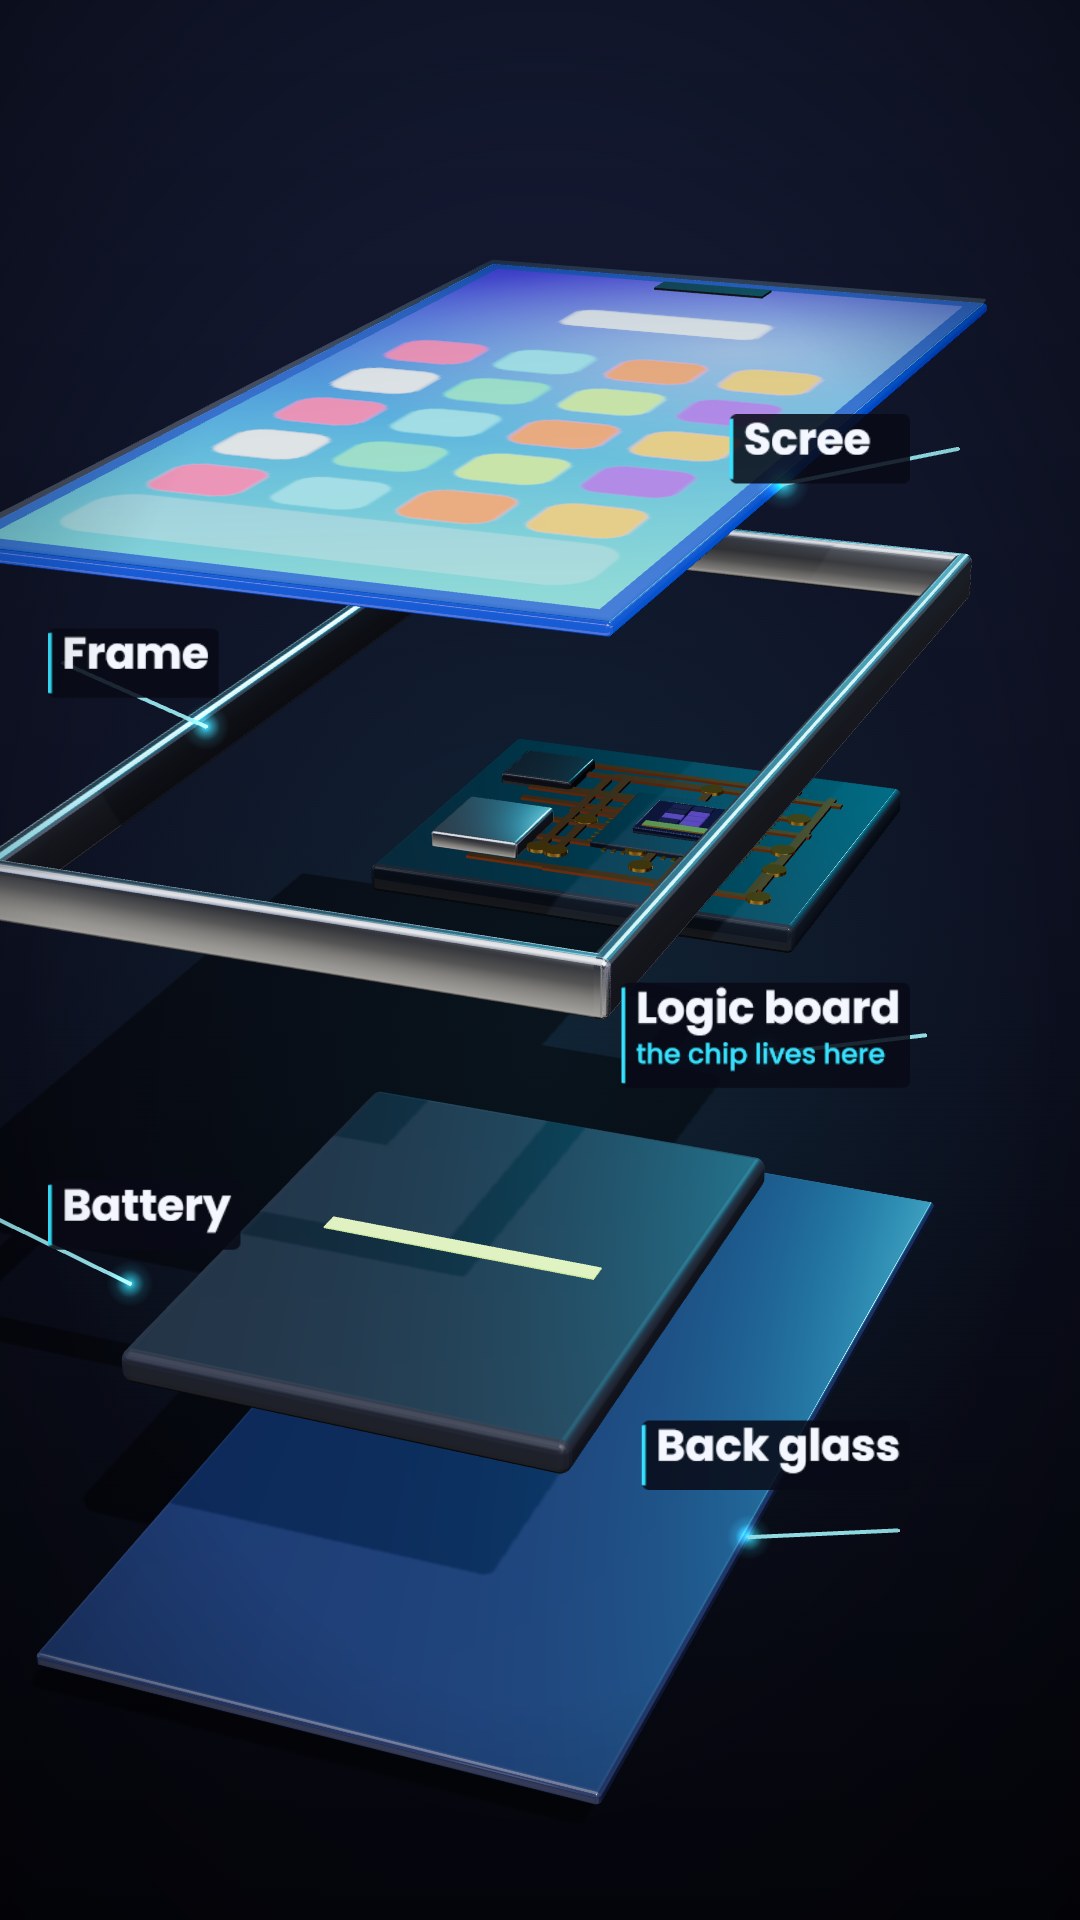 Scree
Frame
Logic board
the chip lives here
Battery
Back glass